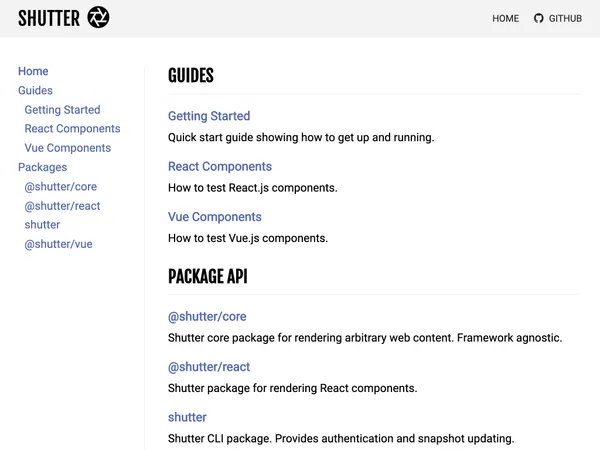 SHUTTER
HOME GITHUB
Home
Guides
Getting Started
React Components
Vue Components
Packages
@shutter/core
@shutter/react
shutter
@shutter/vue
GUIDES
Getting Started
Quick start guide showing how to get up and running.
React Components
How to test React.js components.
Vue Components
How to test Vue.js components.
PACKAGE API
@shutter/core
Shutter core package for rendering arbitrary web content. Framework agnostic.
@shutter/react
Shutter package for rendering React components.
shutter
Shutter CLI package. Provides authentication and snapshot updating.